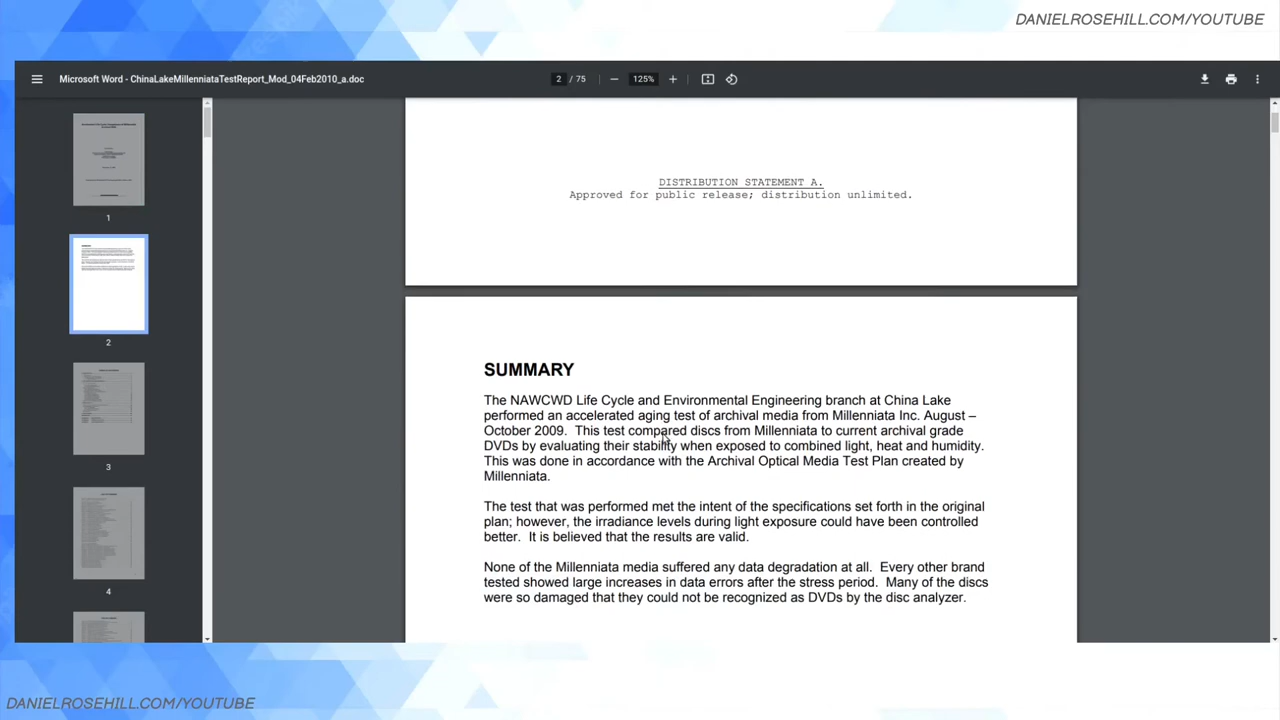 DANIELROSEHILL.COM/YOUTUBE
Microsoft Word - ChinaLakeMillenniataTestReport_Mod_04Feb2010_a.doc
2 / 75
125%
DISTRIBUTION STATEMENT A.
Approved for public release; distribution unlimited.
1
2
3
4
SUMMARY
The NAWCWD Life Cycle and Environmental Engineering branch at China Lake
performed an accelerated aging test of archival media from Millenniata Inc. August –
October 2009.  This test compared discs from Millenniata to current archival grade
DVDs by evaluating their stability when exposed to combined light, heat and humidity.
This was done in accordance with the Archival Optical Media Test Plan created by
Millenniata.
The test that was performed met the intent of the specifications set forth in the original
plan; however, the irradiance levels during light exposure could have been controlled
better.  It is believed that the results are valid.
None of the Millenniata media suffered any data degradation at all.  Every other brand
tested showed large increases in data errors after the stress period.  Many of the discs
were so damaged that they could not be recognized as DVDs by the disc analyzer.
DANIELROSEHILL.COM/YOUTUBE